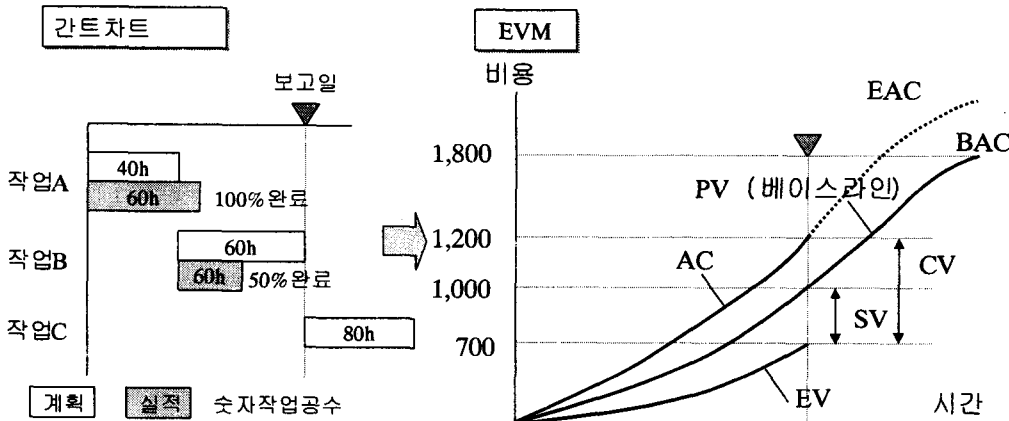 간트차트
보고일
작업A
40h
60h
100%완료
작업B
60h
60h
50%완료
작업C
80h
계획
실적
숫자작업공수
EVM
비용
EAC
BAC
1,800
PV (베이스라인)
1,200
AC
CV
1,000
SV
700
EV
시간